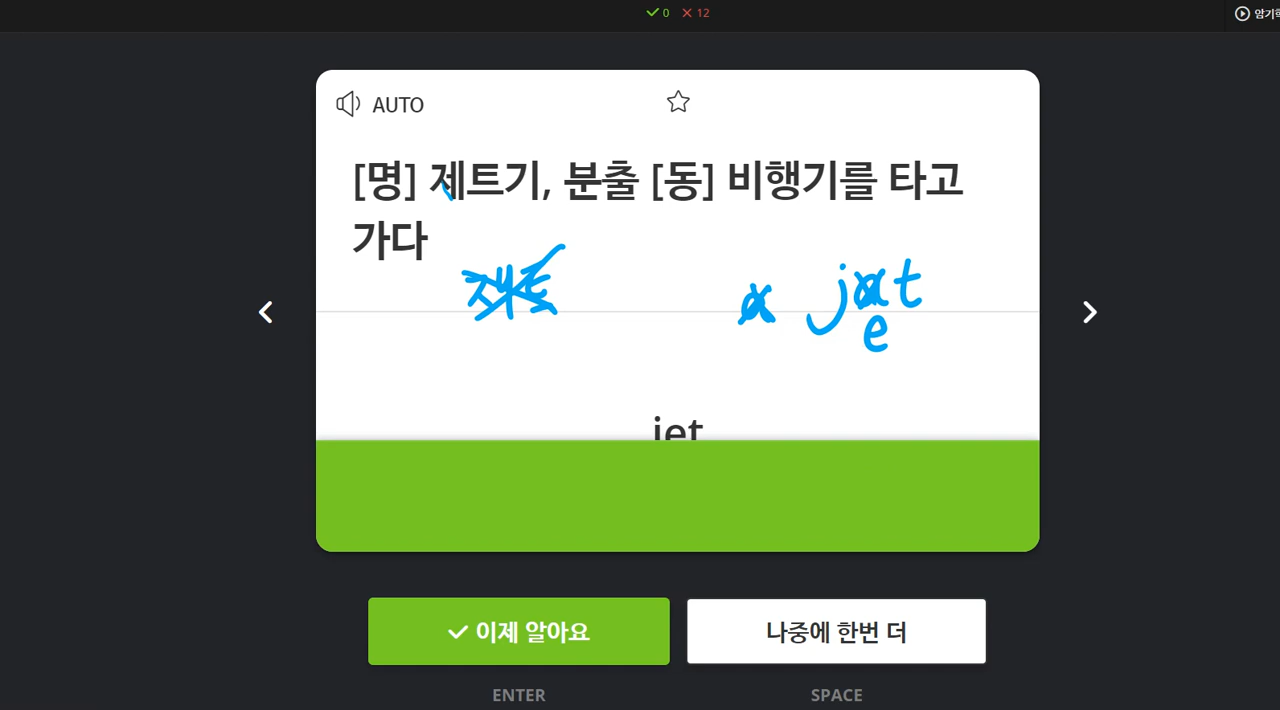 0 12
AUTO
[명] 제트기, 분출 [동] 비행기를 타고
가다
jat
e
jet
이제 알아요
나중에 한번 더
ENTER
SPACE